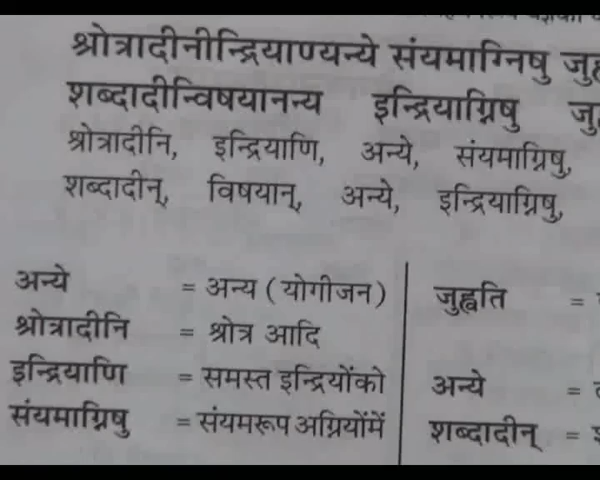 श्रोत्रादीनीन्द्रियाण्यन्ये संयमाग्निषु
शब्दादीन्विषयानन्य इन्द्रियाग्निषु
श्रोत्रादीनि, इन्द्रियाणि, अन्ये, संयमाग्निषु,
शब्दादीन्, विषयान्, अन्ये, इन्द्रियाग्निषु,
अन्ये = अन्य (योगीजन)
श्रोत्रादीनि = श्रोत्र आदि
इन्द्रियाणि = समस्त इन्द्रियोंको
संयमाग्निषु = संयमरूप अग्नियोंमें
जुह्वति =
अन्ये =
शब्दादीन् =